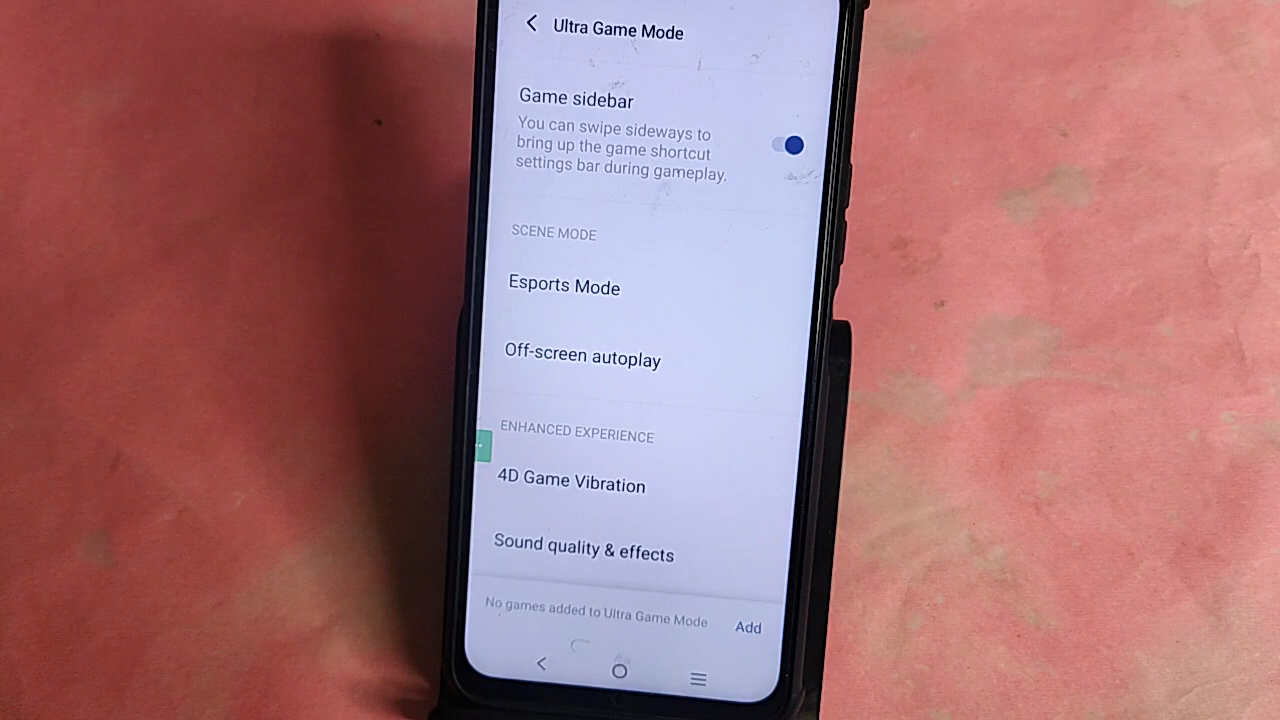 Ultra Game Mode
Game sidebar
You can swipe sideways to
bring up the game shortcut
settings bar during gameplay.
SCENE MODE
Esports Mode
Off-screen autoplay
ENHANCED EXPERIENCE
4D Game Vibration
Sound quality & effects
No games added to Ultra Game Mode
Add